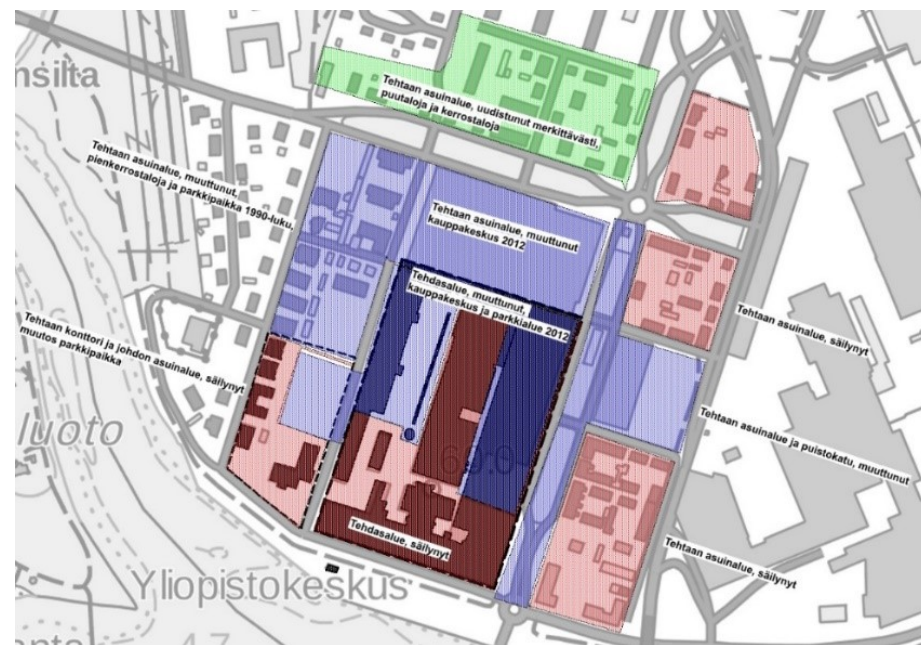 nsilta
Tehtaan asuinalue, uudistunut merkittävästi,
puutaloja ja kerrostaloja
Tehtaan asuinalue, muuttunut,
pienkerrostaloja ja parkkipaikka 1990-luku,
Tehtaan asuinalue, muuttunut
kauppakeskus 2012
Tehdasalue, muuttunut,
kauppakeskus ja parkkialue 2012
Tehtaan konttori ja johdon asuinalue, säilynyt
muutos parkkipaikka
Tehtaan asuinalue, säilynyt
Tehtaan asuinalue ja puistokatu, muuttunut
luoto
Tehdasalue, säilynyt
Tehtaan asuinalue, säilynyt
Yliopistokeskus